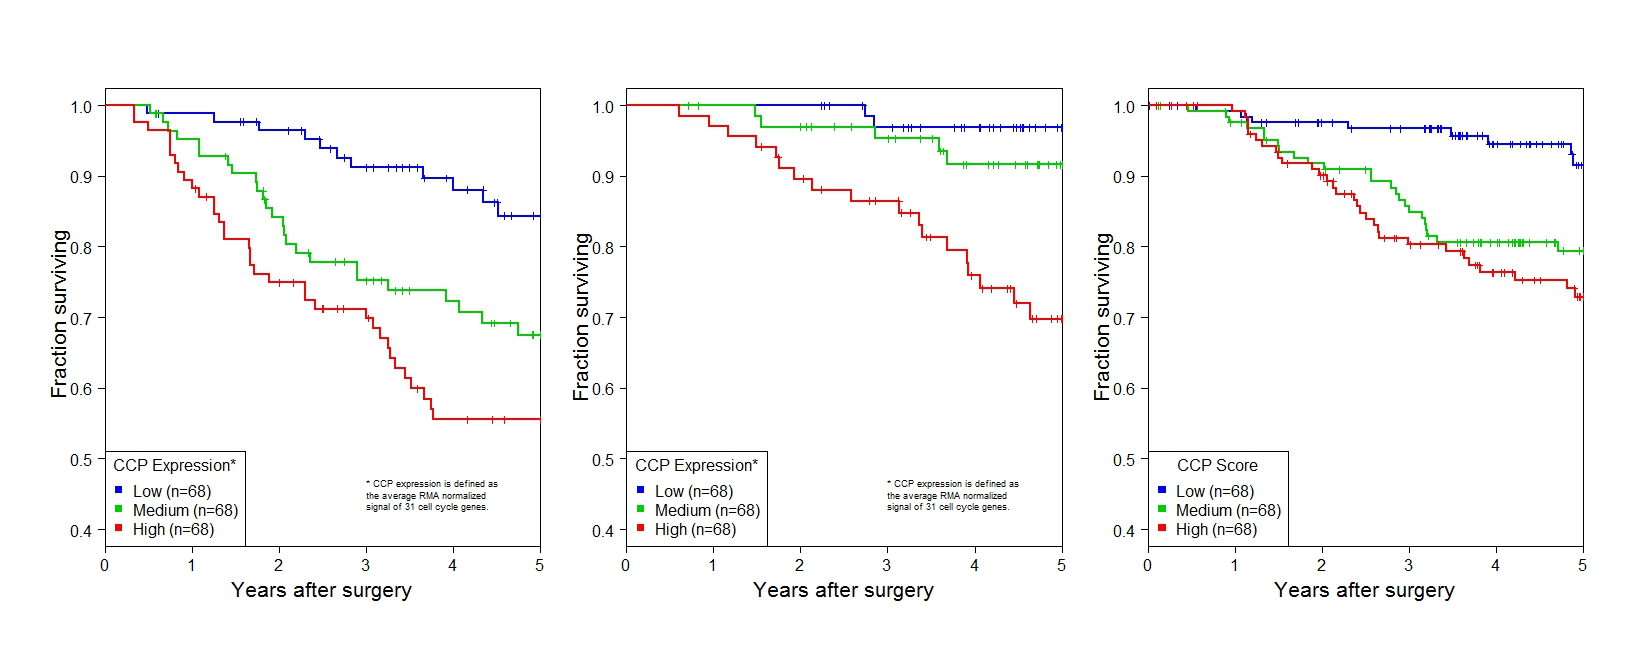 Fraction surviving
1.0
0.9
0.8
0.7
0.6
0.5
0.4
CCP Expression*
Low (n=68)
Medium (n=68)
High (n=68)
* CCP expression is defined as
the average RMA normalized
signal of 31 cell cycle genes.
0 1 2 3 4 5
Years after surgery
Fraction surviving
1.0
0.9
0.8
0.7
0.6
0.5
0.4
CCP Expression*
Low (n=68)
Medium (n=68)
High (n=68)
* CCP expression is defined as
the average RMA normalized
signal of 31 cell cycle genes.
0 1 2 3 4 5
Years after surgery
Fraction surviving
1.0
0.9
0.8
0.7
0.6
0.5
0.4
CCP Score
Low (n=68)
Medium (n=68)
High (n=68)
0 1 2 3 4 5
Years after surgery